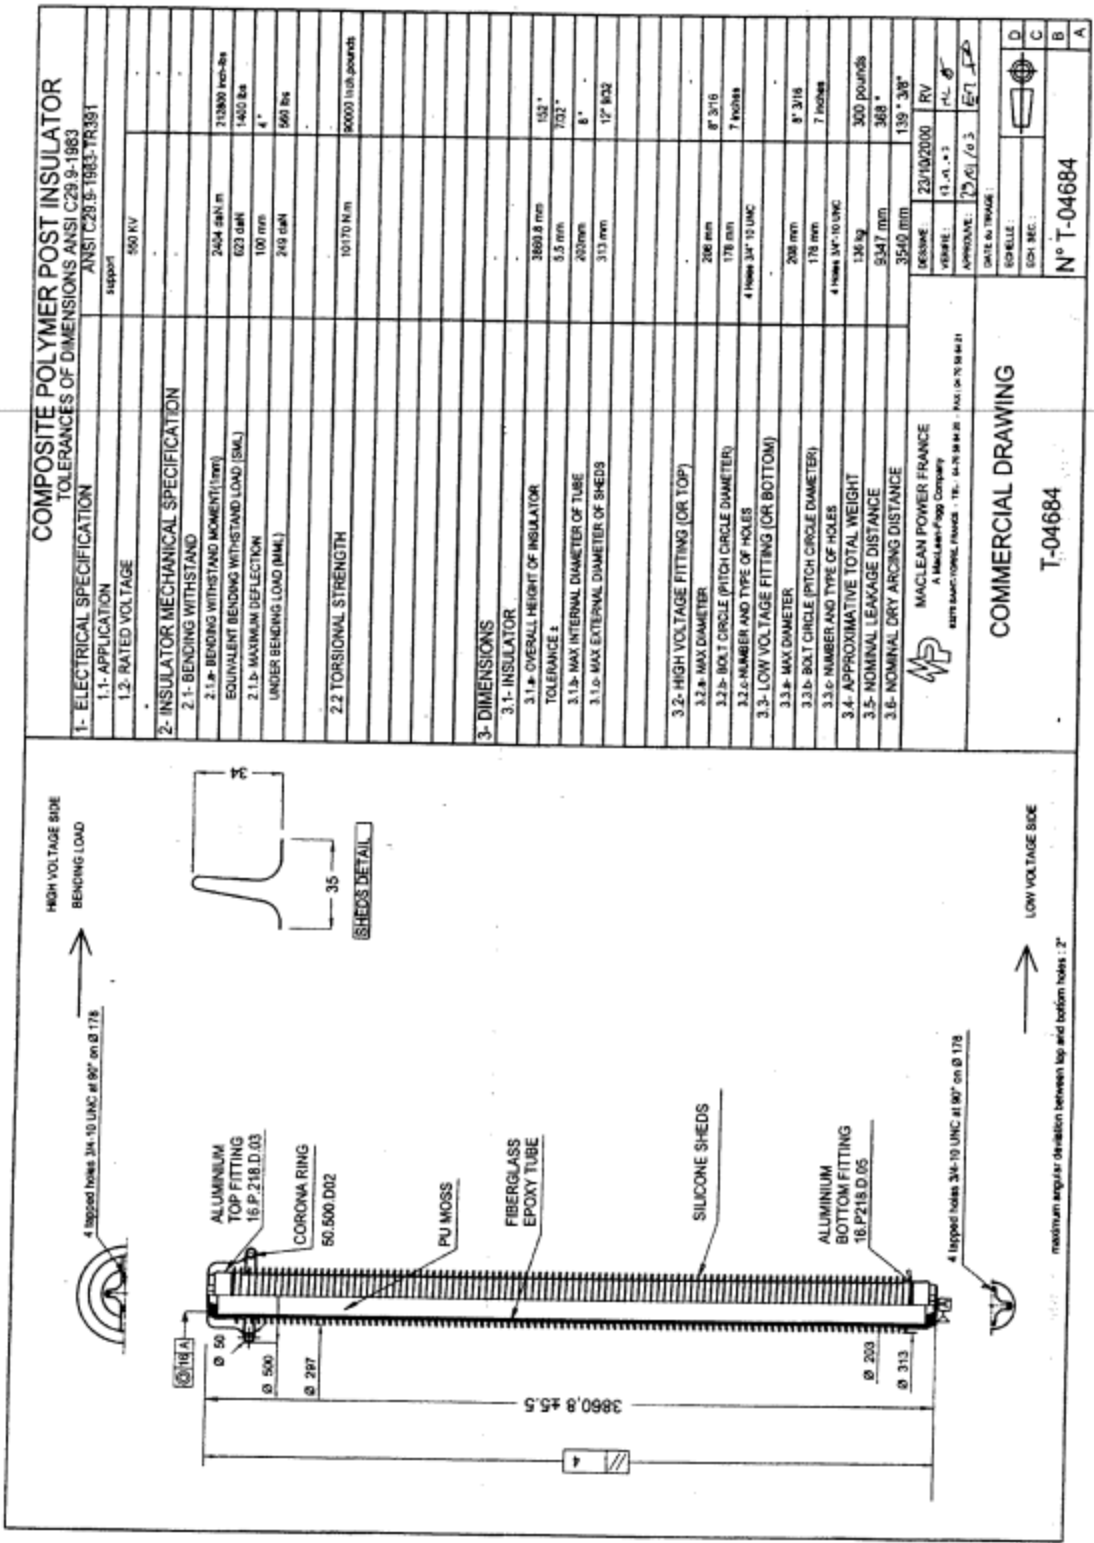 COMPOSITE POLYMER POST INSULATOR
TOLERANCES OF DIMENSIONS ANSI C29.9-1983
1- ELECTRICAL SPECIFICATION ANSI C29.9-1983-TR391
1.1- APPLICATION support
1.2- RATED VOLTAGE 550 KV
2- INSULATOR MECHANICAL SPECIFICATION
2.1- BENDING WITHSTAND
2.1.a- BENDING WITHSTAND MOMENT(1mm) 2404 daN.m 212800 inch-lbs
EQUIVALENT BENDING WITHSTAND LOAD (SML) 623 daN 1400 lbs
2.1.b- MAXIMUM DEFLECTION 100 mm 4 "
UNDER BENDING LOAD (MML) 249 daN 560 lbs
2.2 TORSIONAL STRENGTH 10170 N.m 90000 inch.pounds
3- DIMENSIONS
3.1- INSULATOR
3.1.a- OVERALL HEIGHT OF INSULATOR 3860.8 mm 152 "
TOLERANCE ± 5.5 mm 7/32 "
3.1.b- MAX INTERNAL DIAMETER OF TUBE 203mm 8 "
3.1.c- MAX EXTERNAL DIAMETER OF SHEDS 313 mm 12" 9/32
3.2- HIGH VOLTAGE FITTING (OR TOP)
3.2.a- MAX DIAMETER 208 mm 8" 3/16
3.2.b- BOLT CIRCLE (PITCH CIRCLE DIAMETER) 178 mm 7 inches
3.2.c- NUMBER AND TYPE OF HOLES 4 Holes 3/4" 10 UNC
3.3- LOW VOLTAGE FITTING (OR BOTTOM)
3.3.a- MAX DIAMETER 208 mm 8" 3/16
3.3.b- BOLT CIRCLE (PITCH CIRCLE DIAMETER) 178 mm 7 inches
3.3.c- NUMBER AND TYPE OF HOLES 4 Holes 3/4"-10 UNC
3.4- APPROXIMATIVE TOTAL WEIGHT 136 kg 300 pounds
3.5- NOMINAL LEAKAGE DISTANCE 9347 mm 368 "
3.6- NOMINAL DRY ARCING DISTANCE 3540 mm 139 " 3/8"
MACLEAN POWER FRANCE
A MacLean-Fogg Company
DESSINE : 23/10/2000 RV
VERIFIE :
APPROUVE :
DATE du TIRAGE :
COMMERCIAL DRAWING
ECHELLE :
ECH SEC :
T-04684
N° T-04684
D
C
B
A
HIGH VOLTAGE SIDE
BENDING LOAD
4 tapped holes 3/4-10 UNC at 90° on Ø 178
34
35
SHEDS DETAIL
ALUMINIUM
TOP FITTING
16.P.218.D.03
CORONA RING
50.500.D02
PU MOSS
FIBERGLASS
EPOXY TUBE
SILICONE SHEDS
ALUMINIUM
BOTTOM FITTING
16.P218.D.05
16 A
Ø 50
Ø 500
Ø 297
Ø 203
Ø 313
3860,8 ±5.5
4 //
A
LOW VOLTAGE SIDE
4 tapped holes 3/4-10 UNC at 90° on Ø 178
maximum angular deviation between top and bottom holes : 2°